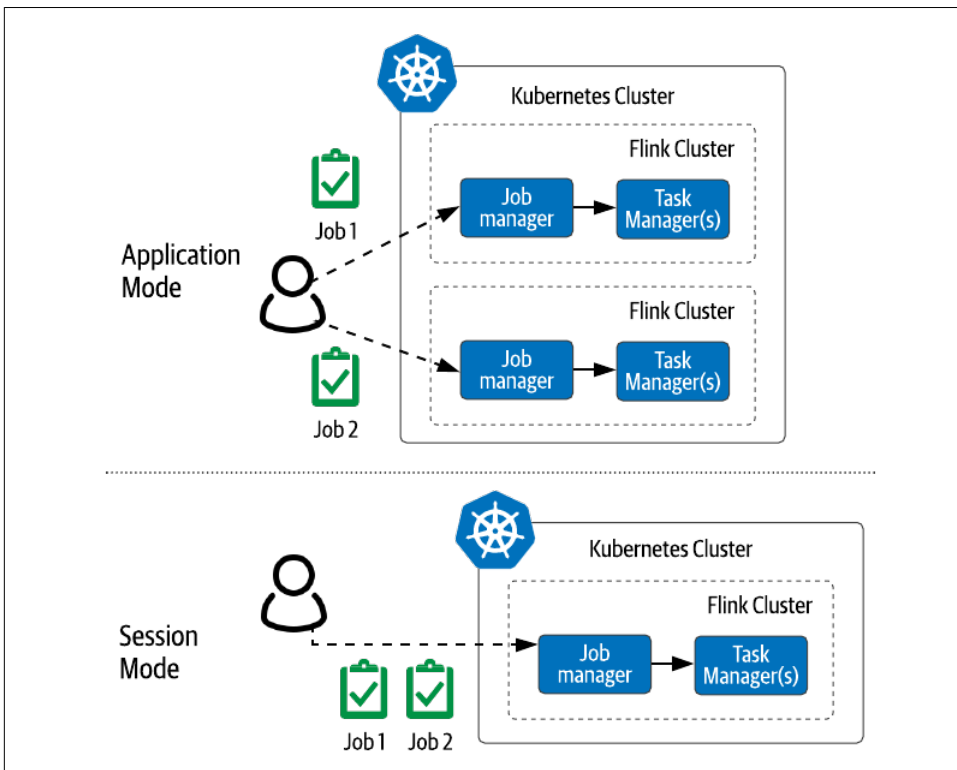 Kubernetes Cluster
Flink Cluster
Job
manager
Task
Manager(s)
Job 1
Application
Mode
Flink Cluster
Job
manager
Task
Manager(s)
Job 2
Kubernetes Cluster
Flink Cluster
Session
Mode
Job
manager
Task
Manager(s)
Job 1
Job 2